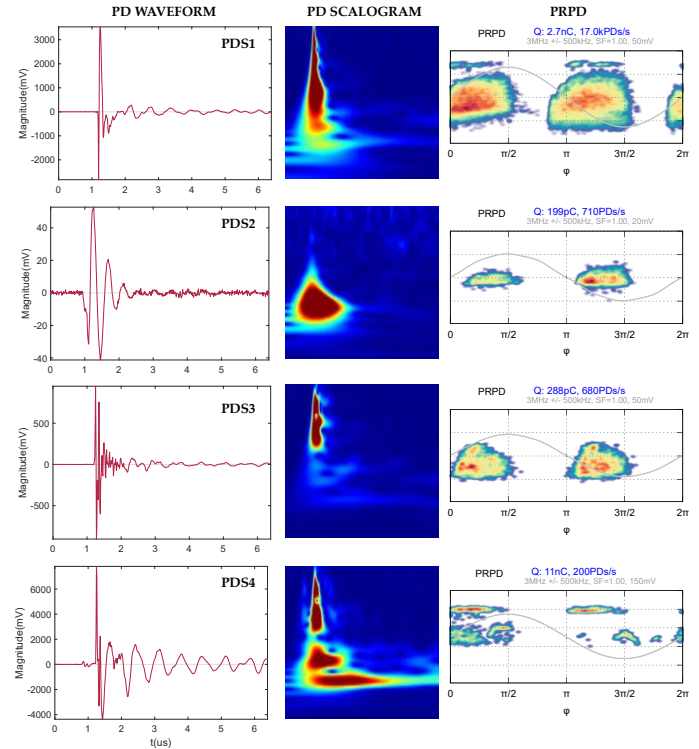 PD WAVEFORM PD SCALOGRAM PRPD
PDS1
Magnitude(mV)
3000
2000
1000
0
-1000
-2000
0 1 2 3 4 5 6
PRPD
Q: 2.7nC, 17.0kPDs/s
3MHz +/- 500kHz, SF=1.00, 50mV
0 π/2 π 3π/2 2π
φ
PDS2
Magnitude(mV)
40
20
0
-20
-40
0 1 2 3 4 5 6
PRPD
Q: 199pC, 710PDs/s
3MHz +/- 500kHz, SF=1.00, 20mV
0 π/2 π 3π/2 2π
φ
PDS3
Magnitude(mV)
500
0
-500
0 1 2 3 4 5 6
PRPD
Q: 288pC, 680PDs/s
3MHz +/- 500kHz, SF=1.00, 50mV
0 π/2 π 3π/2 2π
φ
PDS4
Magnitude(mV)
6000
4000
2000
0
-2000
-4000
0 1 2 3 4 5 6
t(us)
PRPD
Q: 11nC, 200PDs/s
3MHz +/- 500kHz, SF=1.00, 150mV
0 π/2 π 3π/2 2π
φ